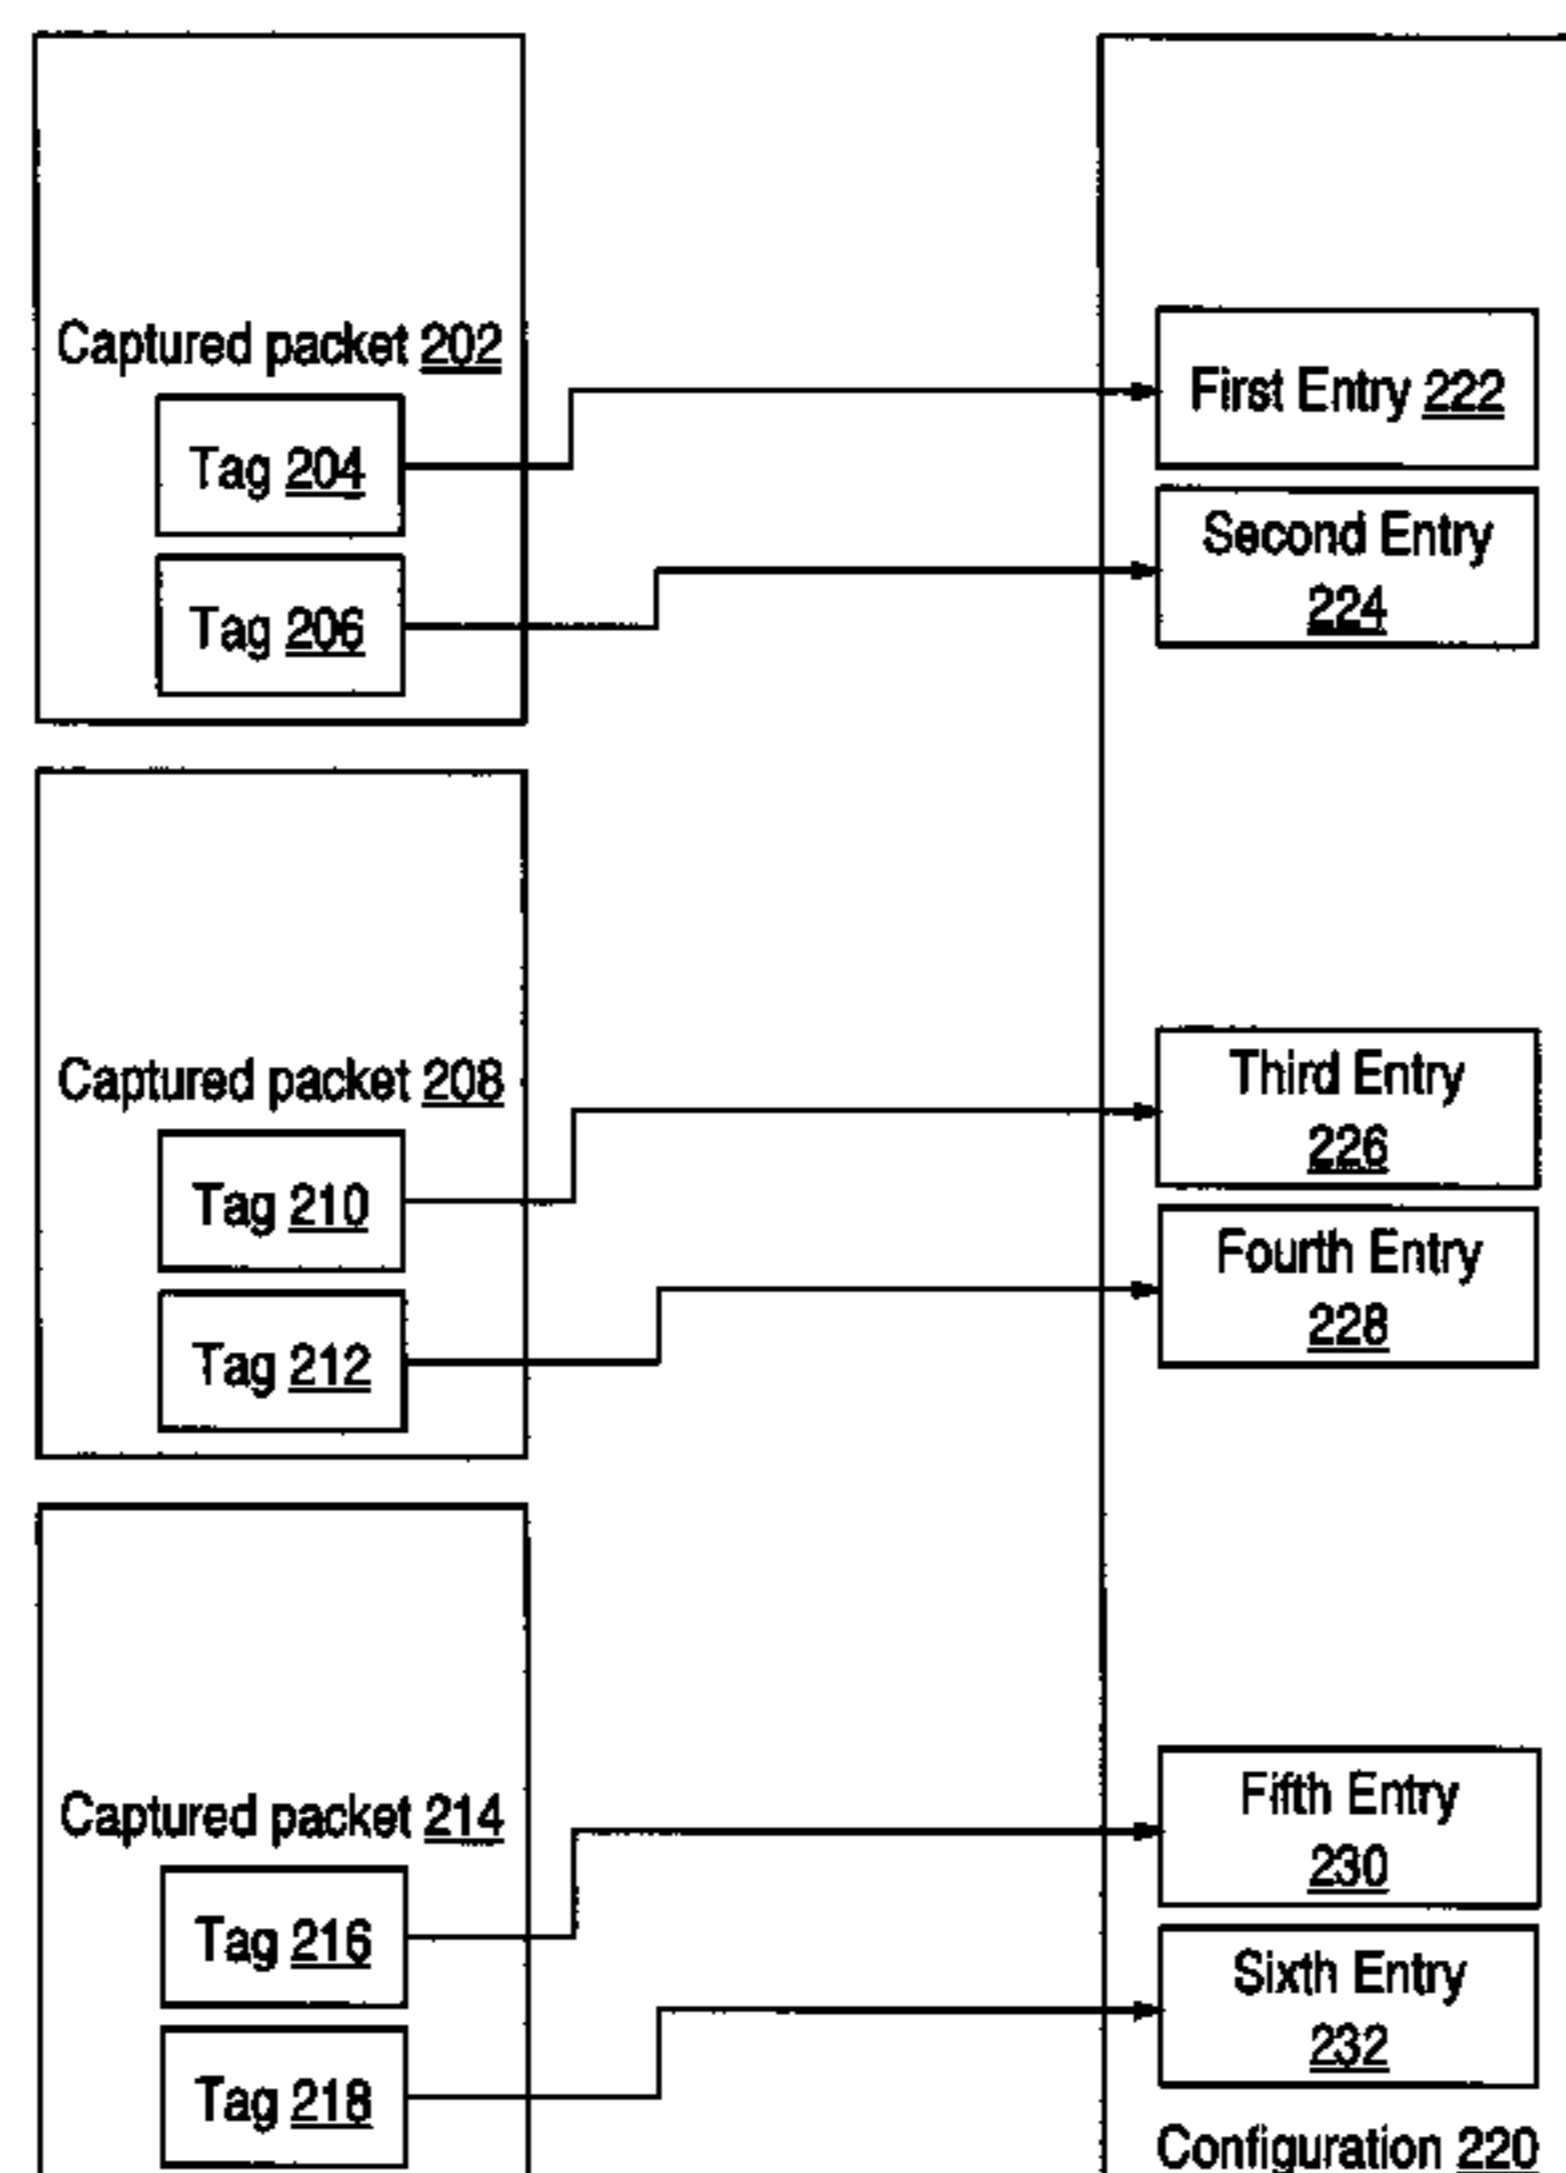 Captured packet 202
Tag 204
Tag 206
First Entry 222
Second Entry
224
Captured packet 208
Tag 210
Tag 212
Third Entry
226
Fourth Entry
228
Captured packet 214
Tag 216
Tag 218
Fifth Entry
230
Sixth Entry
232
Configuration 220